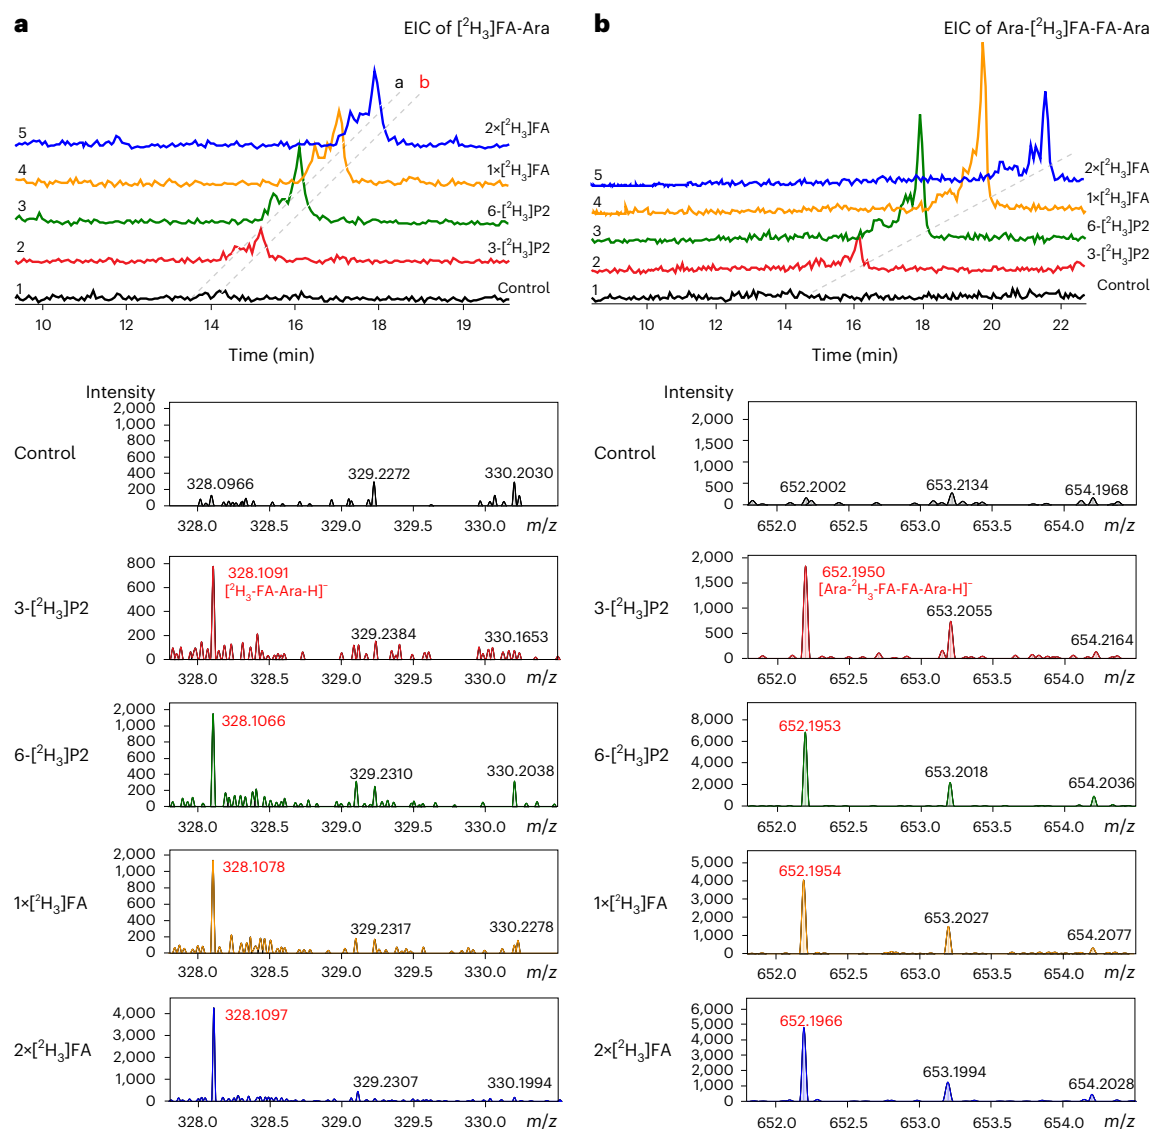 a
EIC of [²H₃]FA-Ara
a b
5 2×[²H₃]FA
4 1×[²H₃]FA
3 6-[²H₃]P2
2 3-[²H₃]P2
1 Control
10 12 14 16 18 19
Time (min)
b
EIC of Ara-[²H₃]FA-FA-Ara
5 2×[²H₃]FA
4 1×[²H₃]FA
3 6-[²H₃]P2
2 3-[²H₃]P2
1 Control
10 12 14 16 18 20 22
Time (min)
Intensity
Control
2,000
1,000
800
600
400
200
0
328.0966 329.2272 330.2030
328.0 328.5 329.0 329.5 330.0 m/z
3-[²H₃]P2
800
600
400
200
0
328.1091
[²H₃-FA-Ara-H]⁻
329.2384 330.1653
328.0 328.5 329.0 329.5 330.0 m/z
6-[²H₃]P2
2,000
1,000
800
600
400
200
0
328.1066 329.2310 330.2038
328.0 328.5 329.0 329.5 330.0 m/z
1×[²H₃]FA
2,000
1,000
800
600
400
200
0
328.1078 329.2317 330.2278
328.0 328.5 329.0 329.5 330.0 m/z
2×[²H₃]FA
4,000
3,000
2,000
1,000
0
328.1097 329.2307 330.1994
328.0 328.5 329.0 329.5 330.0 m/z
Intensity
Control
2,000
1,500
1,000
500
0
652.2002 653.2134 654.1968
652.0 652.5 653.0 653.5 654.0 m/z
3-[²H₃]P2
2,000
1,500
1,000
500
0
652.1950
[Ara-²H₃-FA-FA-Ara-H]⁻
653.2055 654.2164
652.0 652.5 653.0 653.5 654.0 m/z
6-[²H₃]P2
8,000
6,000
4,000
2,000
0
652.1953 653.2018 654.2036
652.0 652.5 653.0 653.5 654.0 m/z
1×[²H₃]FA
5,000
4,000
3,000
2,000
1,000
0
652.1954 653.2027 654.2077
652.0 652.5 653.0 653.5 654.0 m/z
2×[²H₃]FA
6,000
5,000
4,000
3,000
2,000
1,000
0
652.1966 653.1994 654.2028
652.0 652.5 653.0 653.5 654.0 m/z